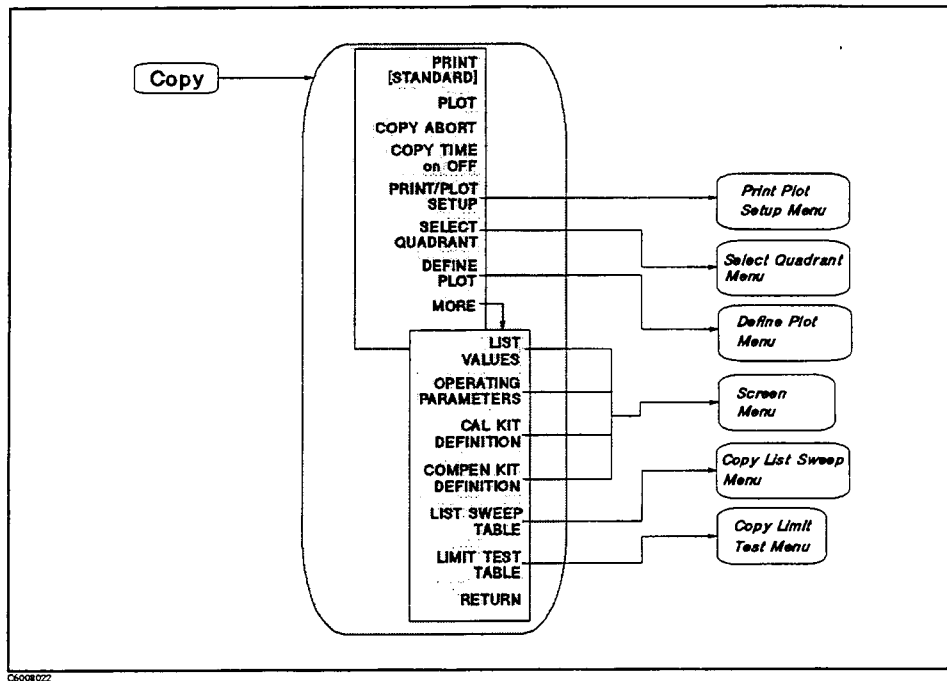 Copy
PRINT
[STANDARD]
PLOT
COPY ABORT
COPY TIME
on OFF
PRINT/PLOT
SETUP
SELECT
QUADRANT
DEFINE
PLOT
MORE
LIST
VALUES
OPERATING
PARAMETERS
CAL KIT
DEFINITION
COMPEN KIT
DEFINITION
LIST SWEEP
TABLE
LIMIT TEST
TABLE
RETURN
Print Plot
Setup Menu
Select Quadrant
Menu
Define Plot
Menu
Screen
Menu
Copy List Sweep
Menu
Copy Limit
Test Menu
C6008022